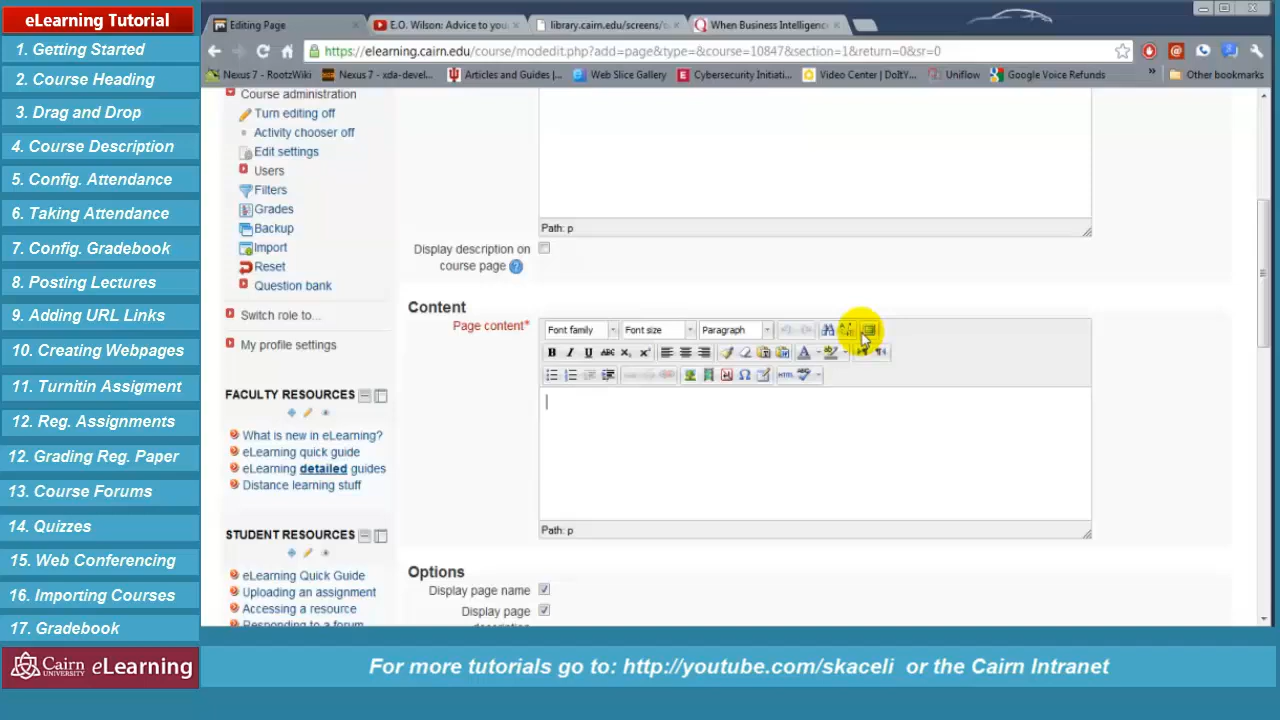 eLearning Tutorial
1. Getting Started
2. Course Heading
3. Drag and Drop
4. Course Description
5. Config. Attendance
6. Taking Attendance
7. Config. Gradebook
8. Posting Lectures
9. Adding URL Links
10. Creating Webpages
11. Turnitin Assigment
12. Reg. Assignments
12. Grading Reg. Paper
13. Course Forums
14. Quizzes
15. Web Conferencing
16. Importing Courses
17. Gradebook
Cairn UNIVERSITY eLearning
Editing Page
E.O. Wilson: Advice to you
library.cairn.edu/screens/
When Business Intelligenc
https://elearning.cairn.edu/course/modedit.php?add=page&type=&course=10847&section=1&return=0&sr=0
Nexus 7 - RootzWiki
Nexus 7 - xda-devel...
Articles and Guides |...
Web Slice Gallery
Cybersecurity Initiati...
Video Center | DoItY...
Uniflow
Google Voice Refunds
Other bookmarks
Course administration
Turn editing off
Activity chooser off
Edit settings
Users
Filters
Grades
Backup
Import
Reset
Question bank
Switch role to...
My profile settings
FACULTY RESOURCES
What is new in eLearning?
eLearning quick guide
eLearning detailed guides
Distance learning stuff
STUDENT RESOURCES
eLearning Quick Guide
Uploading an assignment
Accessing a resource
Responding to a forum
Path: p
Display description on
course page
Content
Page content*
Font family
Font size
Paragraph
B I U ABC
HTML
Path: p
Options
Display page name
Display page
For more tutorials go to: http://youtube.com/skaceli or the Cairn Intranet